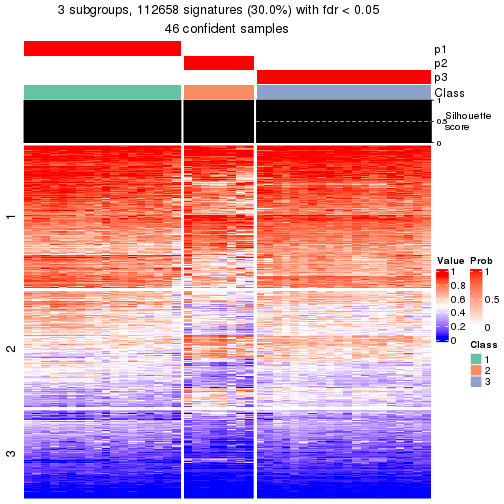 3 subgroups, 112658 signatures (30.0%) with fdr < 0.05
46 confident samples
p1
p2
p3
Class
1
0.5
0
Silhouette
score
1
2
3
Value
1
0.8
0.6
0.4
0.2
0
Prob
1
0.5
0
Class
1
2
3